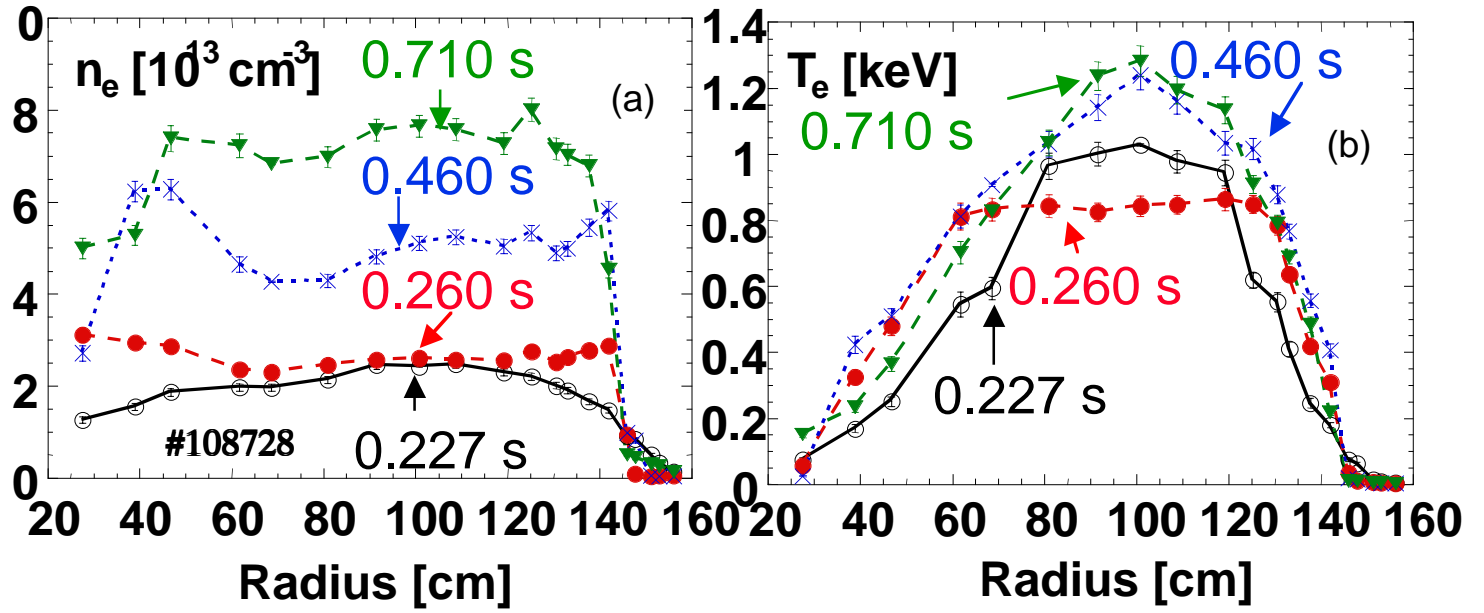 0
n_e [10^13 cm^-3]
0.710 s
(a)
8
6
0.460 s
4
0.260 s
2
#108728
0.227 s
0
20 40 60 80 100 120 140 160
Radius [cm]
1.4
T_e [keV]
0.460 s
1.2
0.710 s
(b)
1
0.8
0.6
0.260 s
0.4
0.227 s
0.2
0
20 40 60 80 100 120 140 160
Radius [cm]